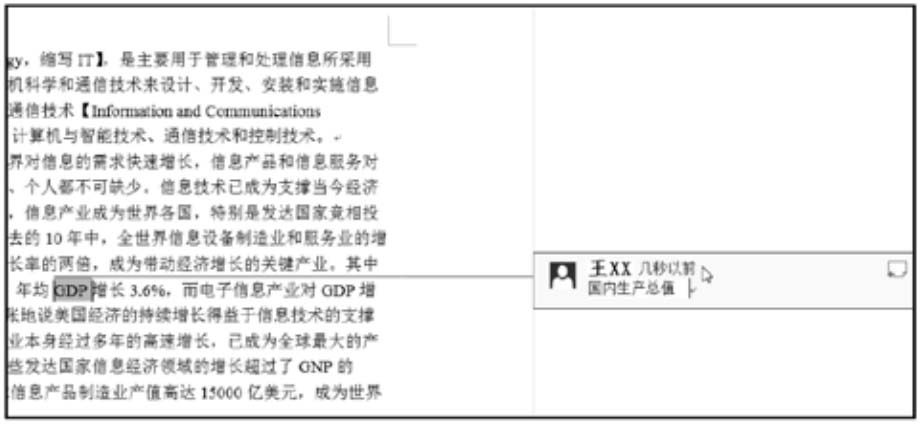 gy，缩写 IT】，是主要用于管理和处理信息所采用
机科学和通信技术来设计、开发、安装和实施信息
通信技术【Information and Communications
计算机与智能技术、通信技术和控制技术。
界对信息的需求快速增长，信息产品和信息服务对
、个人都不可缺少。信息技术已成为支撑当今经济
，信息产业成为世界各国，特别是发达国家竞相投
去的 10 年中，全世界信息设备制造业和服务业的增
长率的两倍，成为带动经济增长的关键产业。其中
年均 GDP 增长 3.6%，而电子信息产业对 GDP 增
张地说美国经济的持续增长得益于信息技术的支撑
业本身经过多年的高速增长，已成为全球最大的产
些发达国家信息经济领域的增长超过了 GNP 的
信息产品制造业产值高达 15000 亿美元，成为世界
王XX 几秒以前
国内生产总值